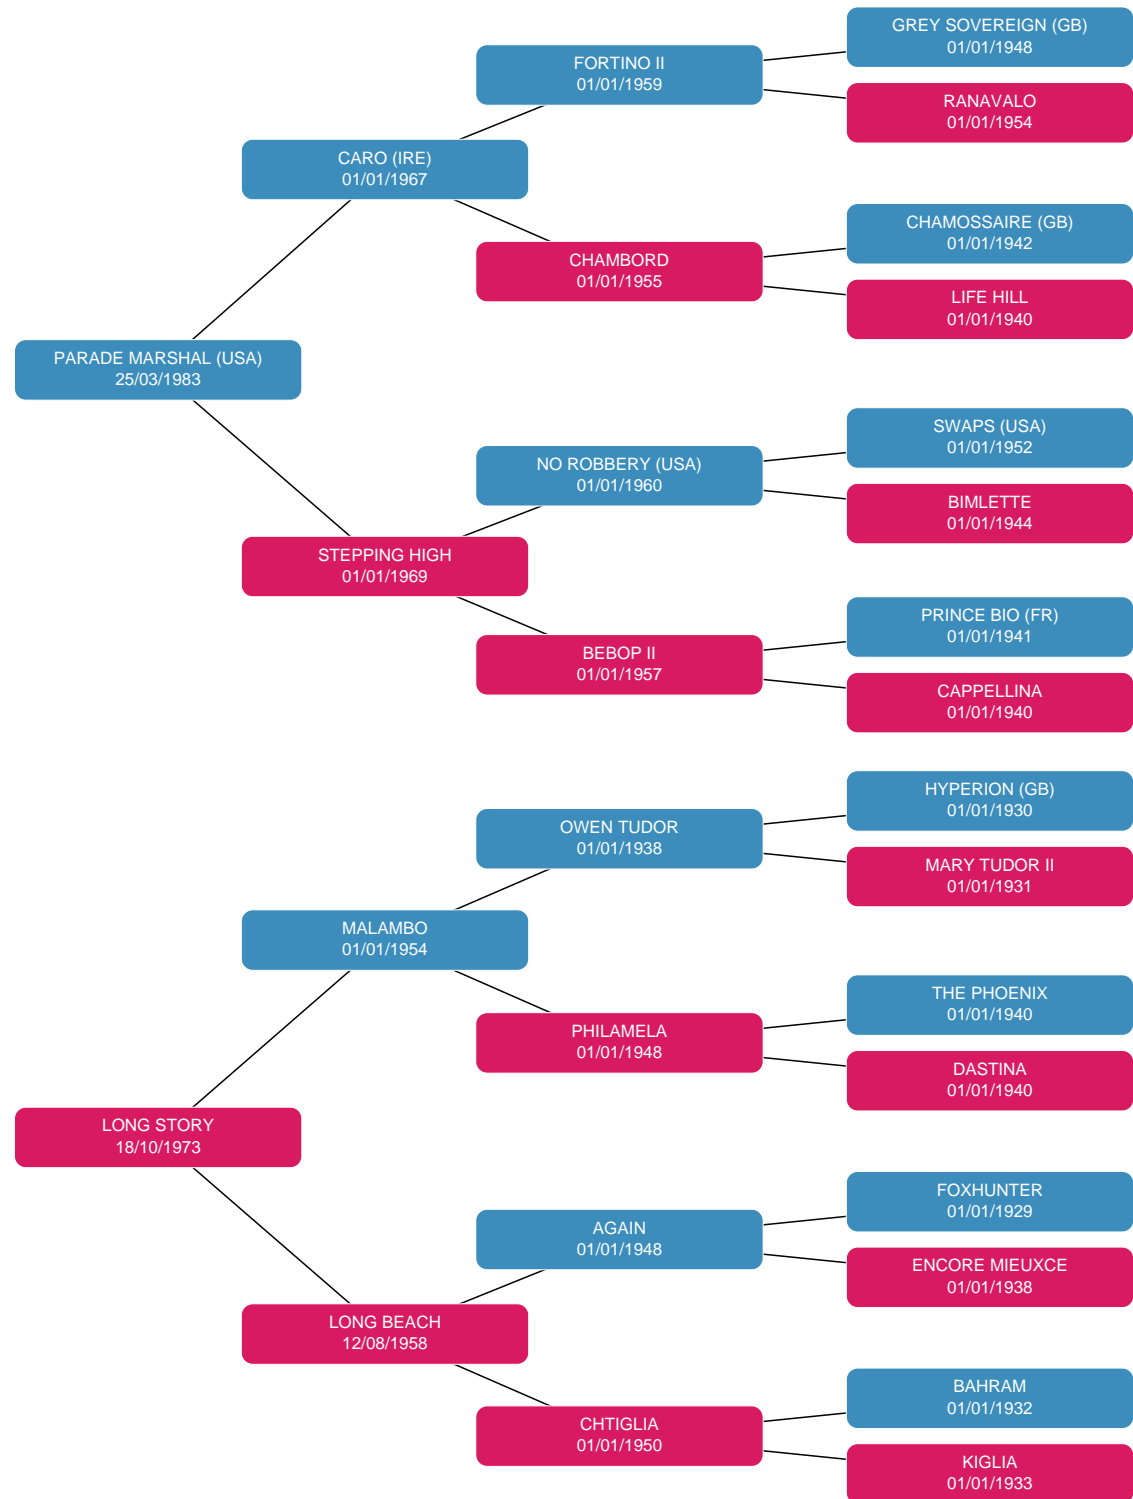 GREY SOVEREIGN (GB)
01/01/1948
FORTINO II
01/01/1959
RANAVALO
01/01/1954
CARO (IRE)
01/01/1967
CHAMOSSAIRE (GB)
01/01/1942
CHAMBORD
01/01/1955
LIFE HILL
01/01/1940
PARADE MARSHAL (USA)
25/03/1983
SWAPS (USA)
01/01/1952
NO ROBBERY (USA)
01/01/1960
BIMLETTE
01/01/1944
STEPPING HIGH
01/01/1969
PRINCE BIO (FR)
01/01/1941
BEBOP II
01/01/1957
CAPPELLINA
01/01/1940
HYPERION (GB)
01/01/1930
OWEN TUDOR
01/01/1938
MARY TUDOR II
01/01/1931
MALAMBO
01/01/1954
THE PHOENIX
01/01/1940
PHILAMELA
01/01/1948
DASTINA
01/01/1940
LONG STORY
18/10/1973
FOXHUNTER
01/01/1929
AGAIN
01/01/1948
ENCORE MIEUXCE
01/01/1938
LONG BEACH
12/08/1958
BAHRAM
01/01/1932
CHTIGLIA
01/01/1950
KIGLIA
01/01/1933